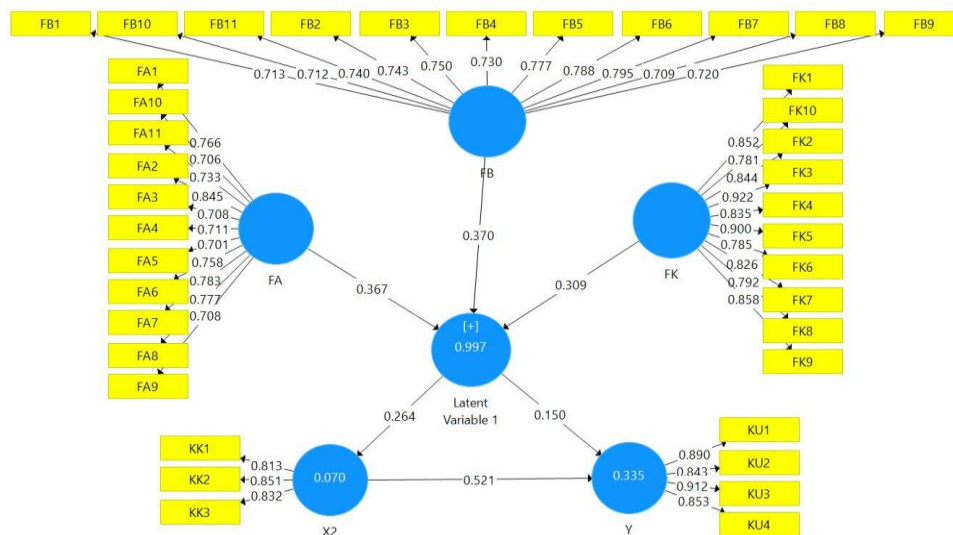 FB1 FB10 FB11 FB2 FB3 FB4 FB5 FB6 FB7 FB8 FB9
0.713 0.712 0.740 0.743 0.750 0.730 0.777 0.788 0.795 0.709 0.720
FB
FA1
FA10
FA11
FA2
FA3
FA4
FA5
FA6
FA7
FA8
FA9
0.766
0.706
0.733
0.845
0.708
0.711
0.701
0.758
0.783
0.777
0.708
FA
FK1
FK10
FK2
FK3
FK4
FK5
FK6
FK7
FK8
FK9
0.852
0.781
0.844
0.922
0.835
0.900
0.785
0.826
0.792
0.858
FK
0.367
0.370
0.309
[+]
0.997
Latent
Variable 1
0.264
0.150
KK1
KK2
KK3
0.813
0.851
0.832
0.070
X2
0.521
0.335
Y
0.890
0.843
0.912
0.853
KU1
KU2
KU3
KU4